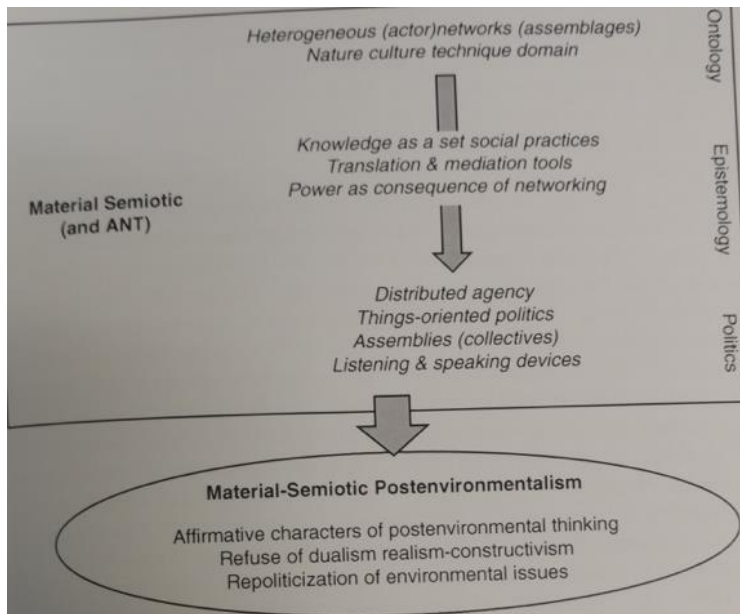 Heterogeneous (actor)networks (assemblages)
Nature culture technique domain
Ontology
Knowledge as a set social practices
Translation & mediation tools
Power as consequence of networking
Epistemology
Material Semiotic
(and ANT)
Distributed agency
Things-oriented politics
Assemblies (collectives)
Listening & speaking devices
Politics
Material-Semiotic Postenvironmentalism
Affirmative characters of postenvironmental thinking
Refuse of dualism realism-constructivism
Repoliticization of environmental issues